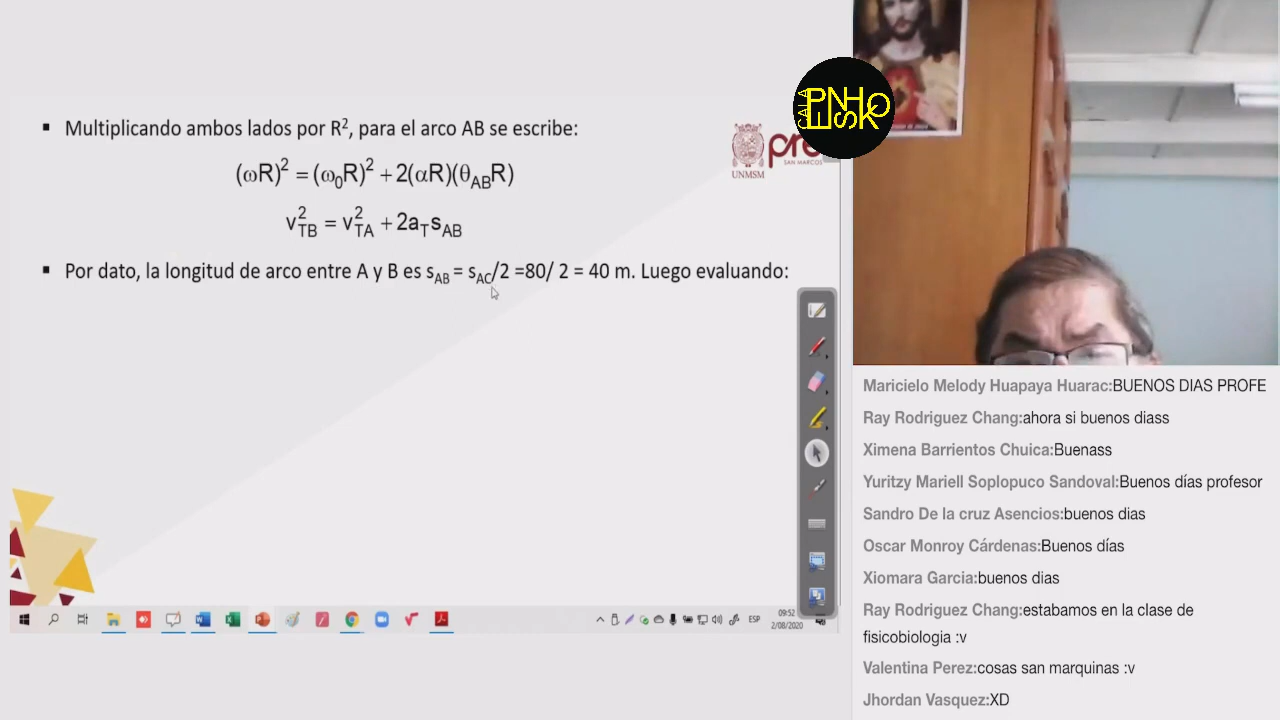 ▪ Multiplicando ambos lados por R², para el arco AB se escribe:
(ωR)² = (ω₀R)² + 2(αR)(θ_AB R)
v²_TB = v²_TA + 2a_T s_AB
▪ Por dato, la longitud de arco entre A y B es s_AB = s_AC/2 =80/ 2 = 40 m. Luego evaluando:
UNMSM
pre
SAN MARCOS
ESP
09:52
2/08/2020
Maricielo Melody Huapaya Huarac:BUENOS DIAS PROFE
Ray Rodriguez Chang:ahora si buenos diass
Ximena Barrientos Chuica:Buenass
Yuritzy Mariell Soplopuco Sandoval:Buenos días profesor
Sandro De la cruz Asencios:buenos dias
Oscar Monroy Cárdenas:Buenos días
Xiomara Garcia:buenos dias
Ray Rodriguez Chang:estabamos en la clase de
fisicobiologia :v
Valentina Perez:cosas san marquinas :v
Jhordan Vasquez:XD